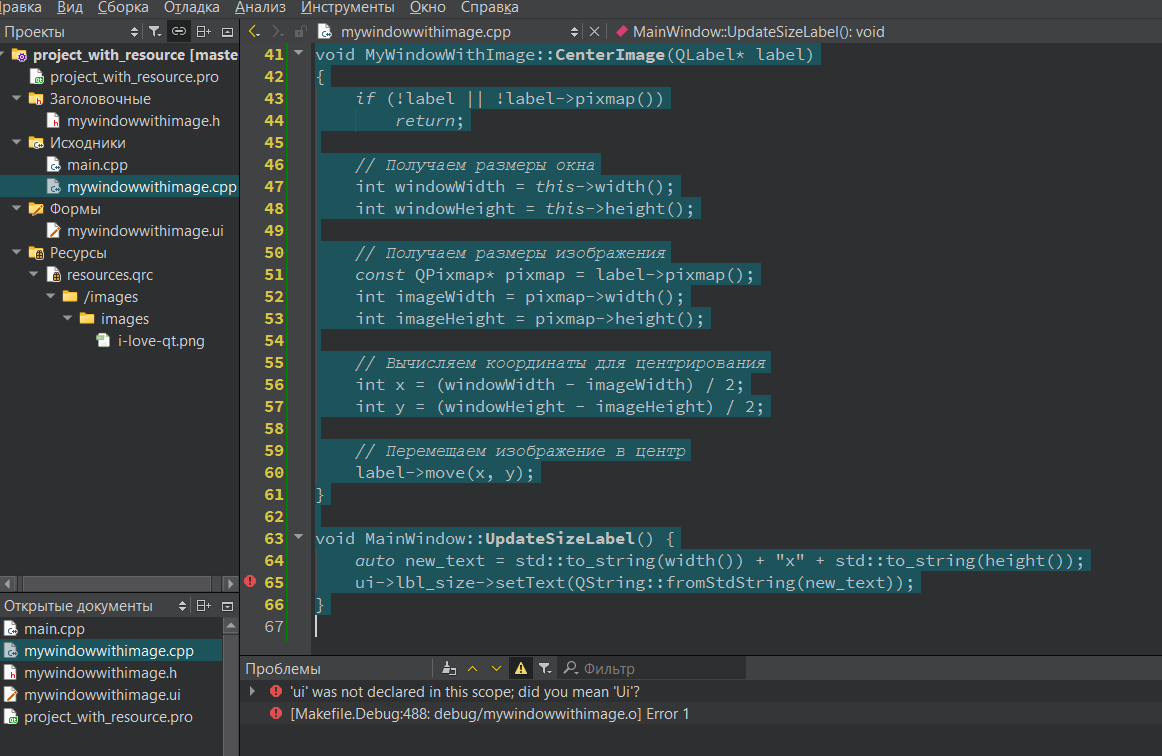 равка Вид Сборка Отладка Анализ Инструменты Окно Справка
Проекты
mywindowwithimage.cpp
MainWindow::UpdateSizeLabel(): void
project_with_resource [maste
project_with_resource.pro
Заголовочные
mywindowwithimage.h
Исходники
main.cpp
mywindowwithimage.cpp
Формы
mywindowwithimage.ui
Ресурсы
resources.qrc
/images
images
i-love-qt.png
41 void MyWindowWithImage::CenterImage(QLabel* label)
42 {
43     if (!label || !label->pixmap())
44         return;
45
46     // Получаем размеры окна
47     int windowWidth = this->width();
48     int windowHeight = this->height();
49
50     // Получаем размеры изображения
51     const QPixmap* pixmap = label->pixmap();
52     int imageWidth = pixmap->width();
53     int imageHeight = pixmap->height();
54
55     // Вычисляем координаты для центрирования
56     int x = (windowWidth - imageWidth) / 2;
57     int y = (windowHeight - imageHeight) / 2;
58
59     // Перемещаем изображение в центр
60     label->move(x, y);
61 }
62
63 void MainWindow::UpdateSizeLabel() {
64     auto new_text = std::to_string(width()) + "x" + std::to_string(height());
65     ui->lbl_size->setText(QString::fromStdString(new_text));
66 }
67
Открытые документы
main.cpp
mywindowwithimage.cpp
mywindowwithimage.h
mywindowwithimage.ui
project_with_resource.pro
Проблемы
Фильтр
'ui' was not declared in this scope; did you mean 'Ui'?
[Makefile.Debug:488: debug/mywindowwithimage.o] Error 1